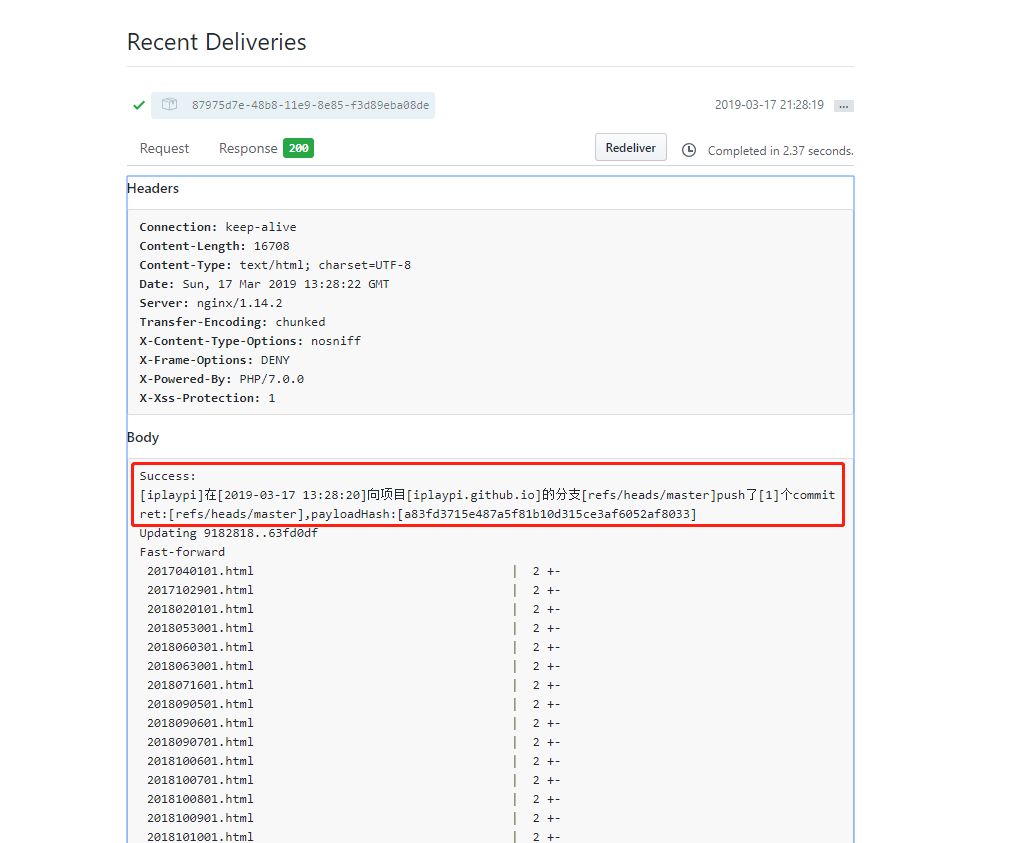 Recent Deliveries
87975d7e-48b8-11e9-8e85-f3d89eba08de 2019-03-17 21:28:19 ...
Request Response 200 Redeliver Completed in 2.37 seconds.
Headers
Connection: keep-alive
Content-Length: 16708
Content-Type: text/html; charset=UTF-8
Date: Sun, 17 Mar 2019 13:28:22 GMT
Server: nginx/1.14.2
Transfer-Encoding: chunked
X-Content-Type-Options: nosniff
X-Frame-Options: DENY
X-Powered-By: PHP/7.0.0
X-Xss-Protection: 1
Body
Success:
[iplaypi]在[2019-03-17 13:28:20]向项目[iplaypi.github.io]的分支[refs/heads/master]push了[1]个commit
ret:[refs/heads/master],payloadHash:[a83fd3715e487a5f81b10d315ce3af6052af8033]
Updating 9182818..63fd0df
Fast-forward
2017040101.html | 2 +-
2017102901.html | 2 +-
2018020101.html | 2 +-
2018053001.html | 2 +-
2018060301.html | 2 +-
2018063001.html | 2 +-
2018071601.html | 2 +-
2018090501.html | 2 +-
2018090601.html | 2 +-
2018090701.html | 2 +-
2018100601.html | 2 +-
2018100701.html | 2 +-
2018100801.html | 2 +-
2018100901.html | 2 +-
2018101001.html | 2 +-